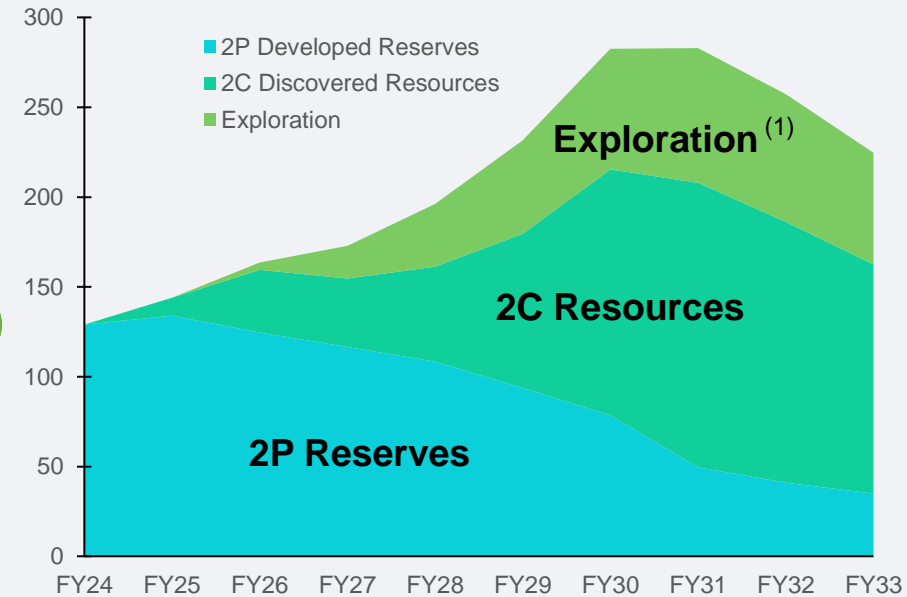 300
250
200
150
100
50
0
2P Developed Reserves
2C Discovered Resources
Exploration
Exploration (1)
2C Resources
2P Reserves
FY24 FY25 FY26 FY27 FY28 FY29 FY30 FY31 FY32 FY33